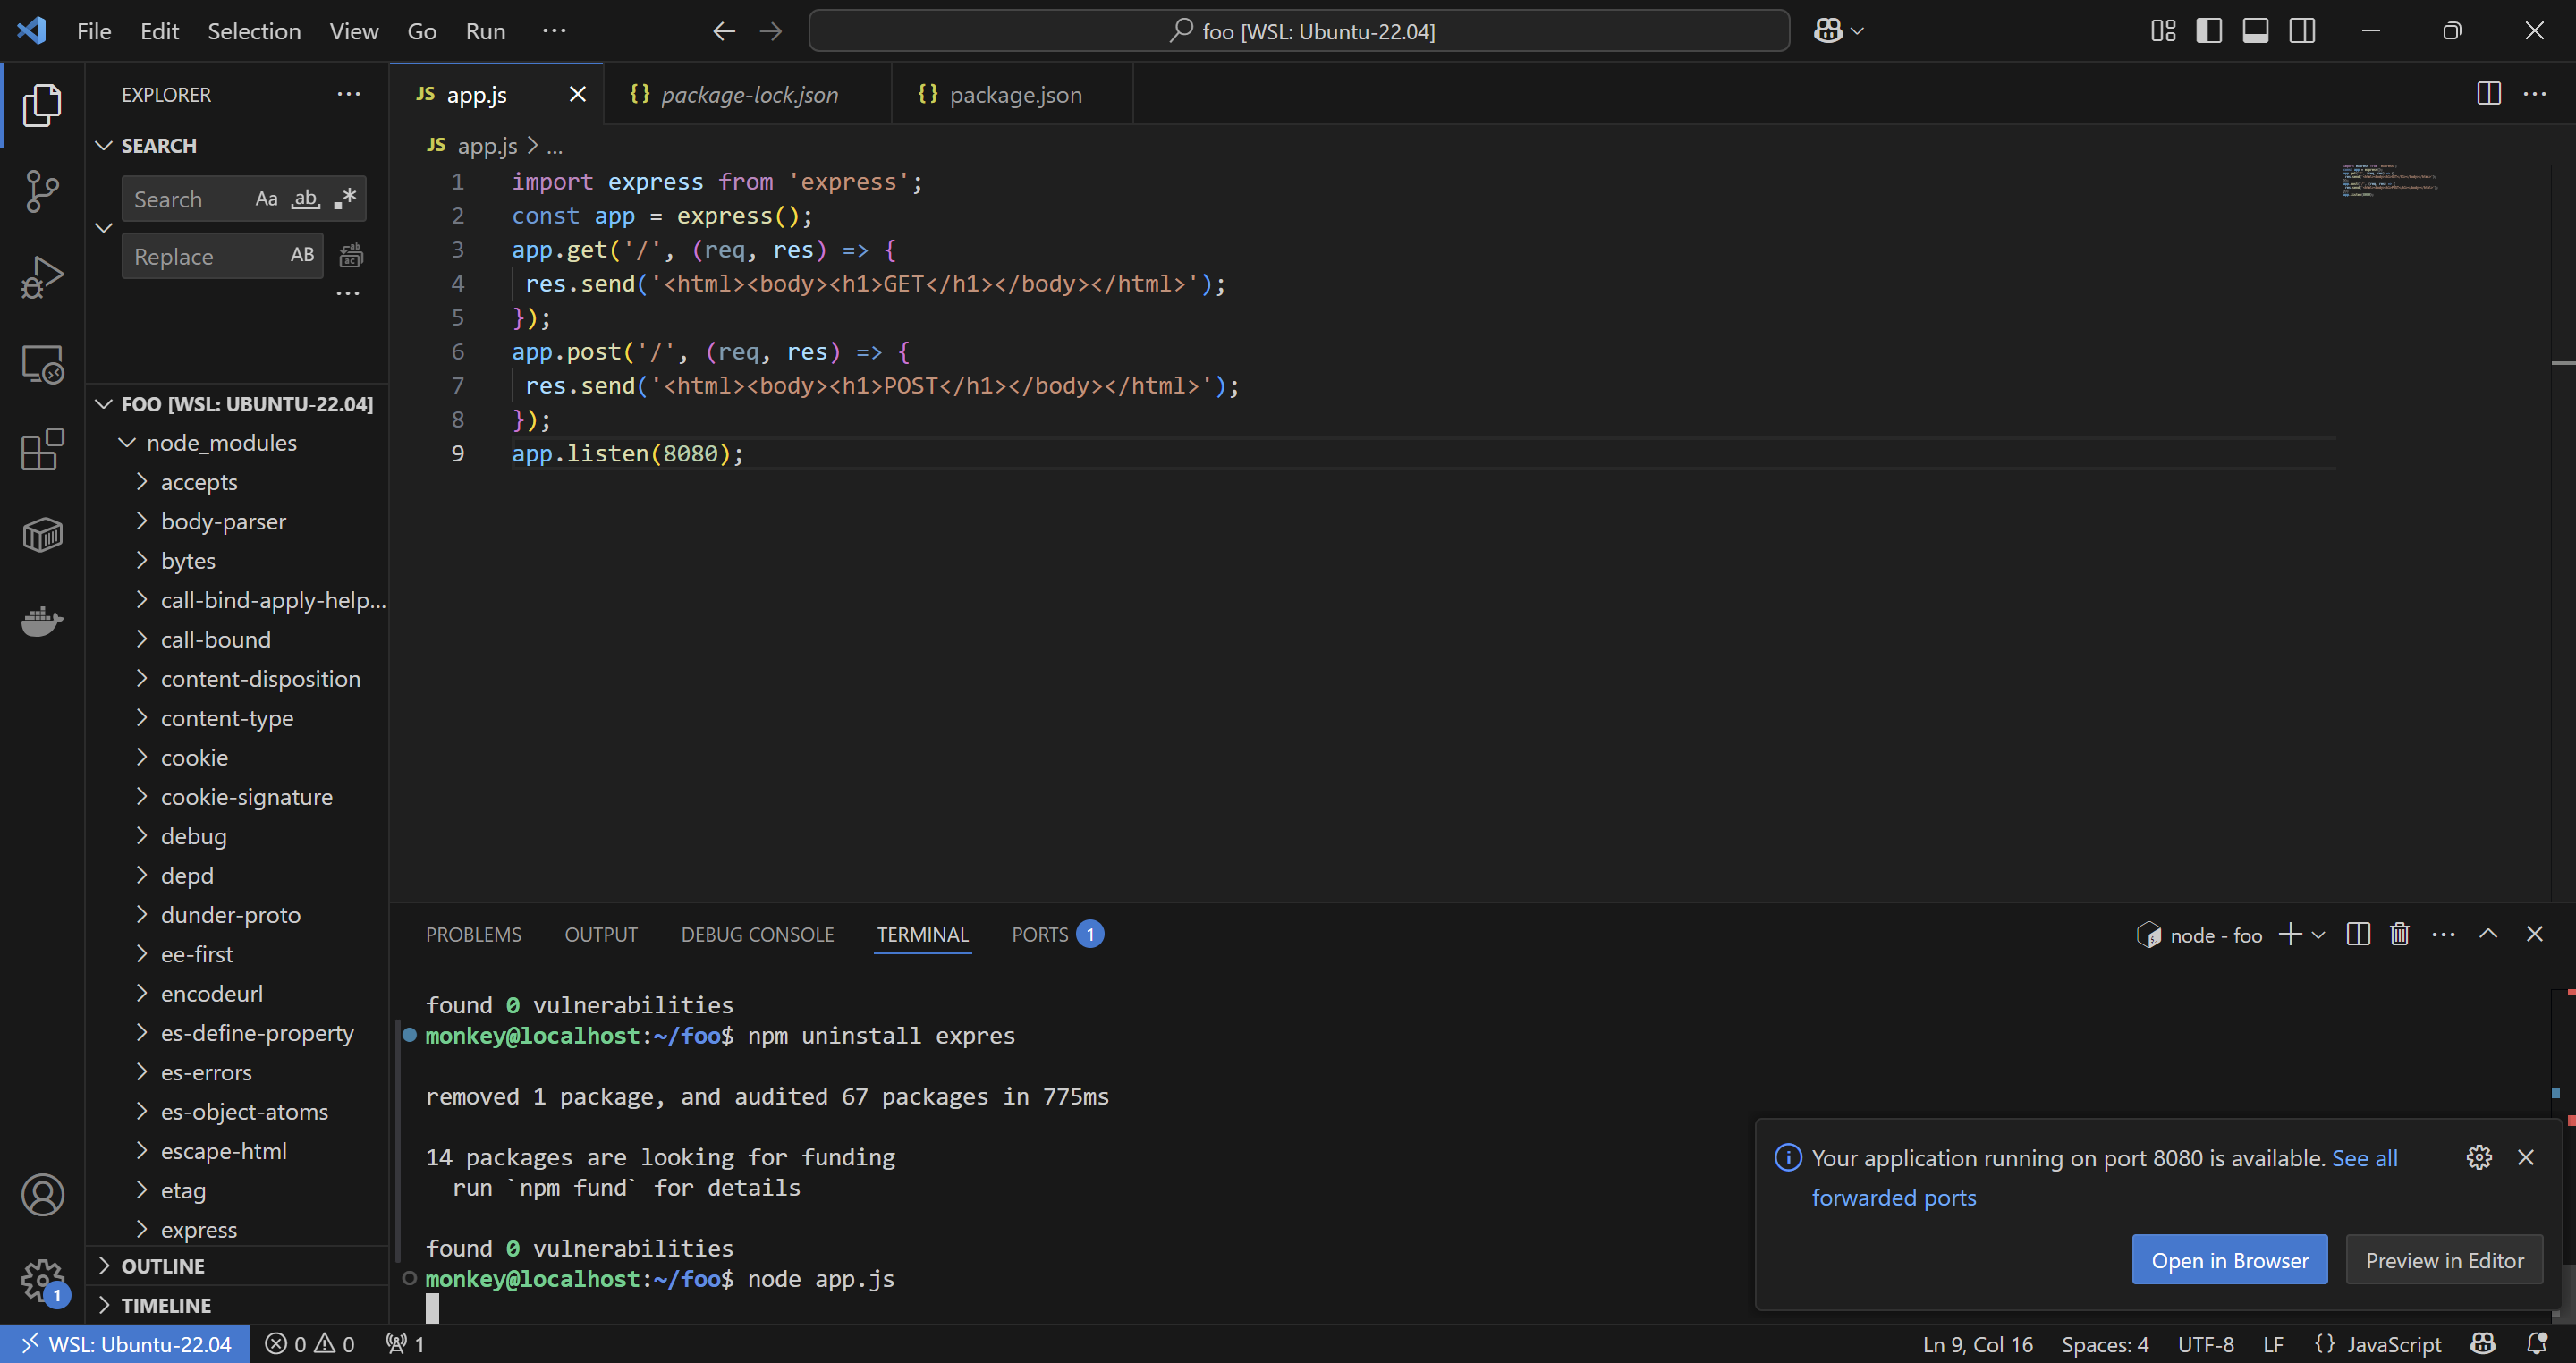 File Edit Selection View Go Run ...
foo [WSL: Ubuntu-22.04]
EXPLORER
SEARCH
Search Aa ab .*
Replace AB
FOO [WSL: UBUNTU-22.04]
node_modules
accepts
body-parser
bytes
call-bind-apply-help...
call-bound
content-disposition
content-type
cookie
cookie-signature
debug
depd
dunder-proto
ee-first
encodeurl
es-define-property
es-errors
es-object-atoms
escape-html
etag
express
OUTLINE
TIMELINE
1
JS app.js {} package-lock.json {} package.json
JS app.js > ...
1 import express from 'express';
2 const app = express();
3 app.get('/', (req, res) => {
4 res.send('<html><body><h1>GET</h1></body></html>');
5 });
6 app.post('/', (req, res) => {
7 res.send('<html><body><h1>POST</h1></body></html>');
8 });
9 app.listen(8080);
PROBLEMS OUTPUT DEBUG CONSOLE TERMINAL PORTS 1
node - foo
found 0 vulnerabilities
monkey@localhost:~/foo$ npm uninstall expres
removed 1 package, and audited 67 packages in 775ms
14 packages are looking for funding
run `npm fund` for details
found 0 vulnerabilities
monkey@localhost:~/foo$ node app.js
Your application running on port 8080 is available. See all
forwarded ports
Open in Browser Preview in Editor
WSL: Ubuntu-22.04 0 0 1
Ln 9, Col 16 Spaces: 4 UTF-8 LF {} JavaScript